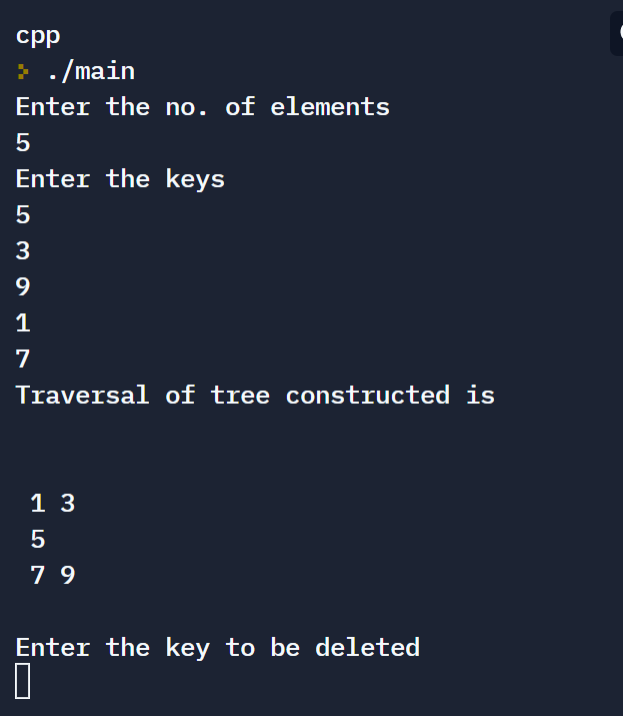 cpp
> ./main
Enter the no. of elements
5
Enter the keys
5
3
9
1
7
Traversal of tree constructed is
1 3
5
7 9
Enter the key to be deleted